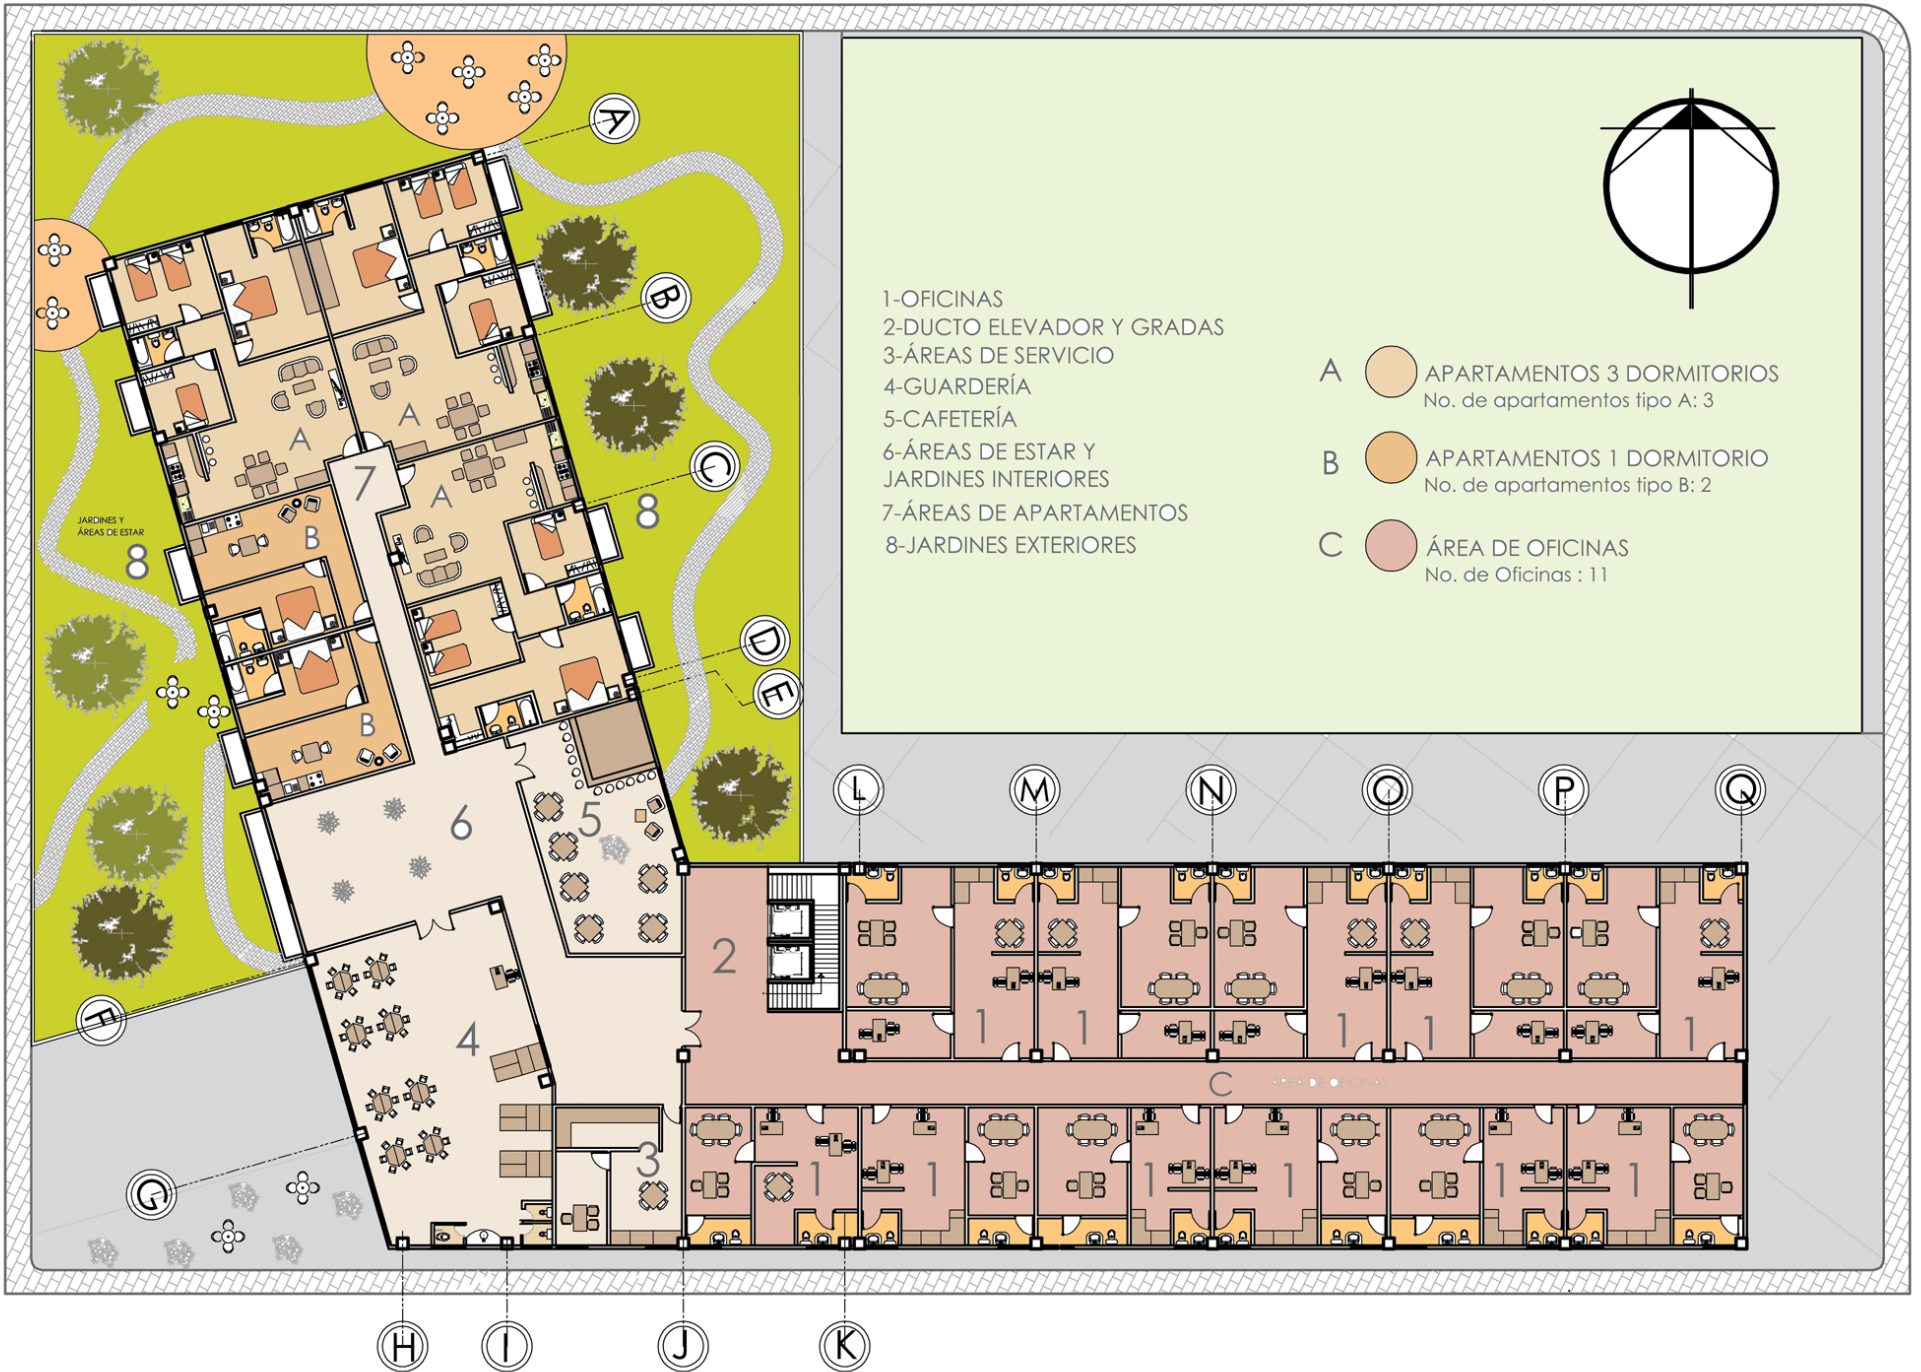 A
B
C
D
E
F
G
1-OFICINAS
2-DUCTO ELEVADOR Y GRADAS
3-ÁREAS DE SERVICIO
4-GUARDERÍA
5-CAFETERÍA
6-ÁREAS DE ESTAR Y
JARDINES INTERIORES
7-ÁREAS DE APARTAMENTOS
8-JARDINES EXTERIORES
A APARTAMENTOS 3 DORMITORIOS
No. de apartamentos tipo A: 3
B APARTAMENTOS 1 DORMITORIO
No. de apartamentos tipo B: 2
C ÁREA DE OFICINAS
No. de Oficinas : 11
A
A
7
A
8
JARDINES Y
ÁREAS DE ESTAR
8
B
B
6
5
L M N O P Q
2
4
1 1 1 1 1
C ÁREA DE OFICINAS
3
1 1 1 1 1 1
H I J K